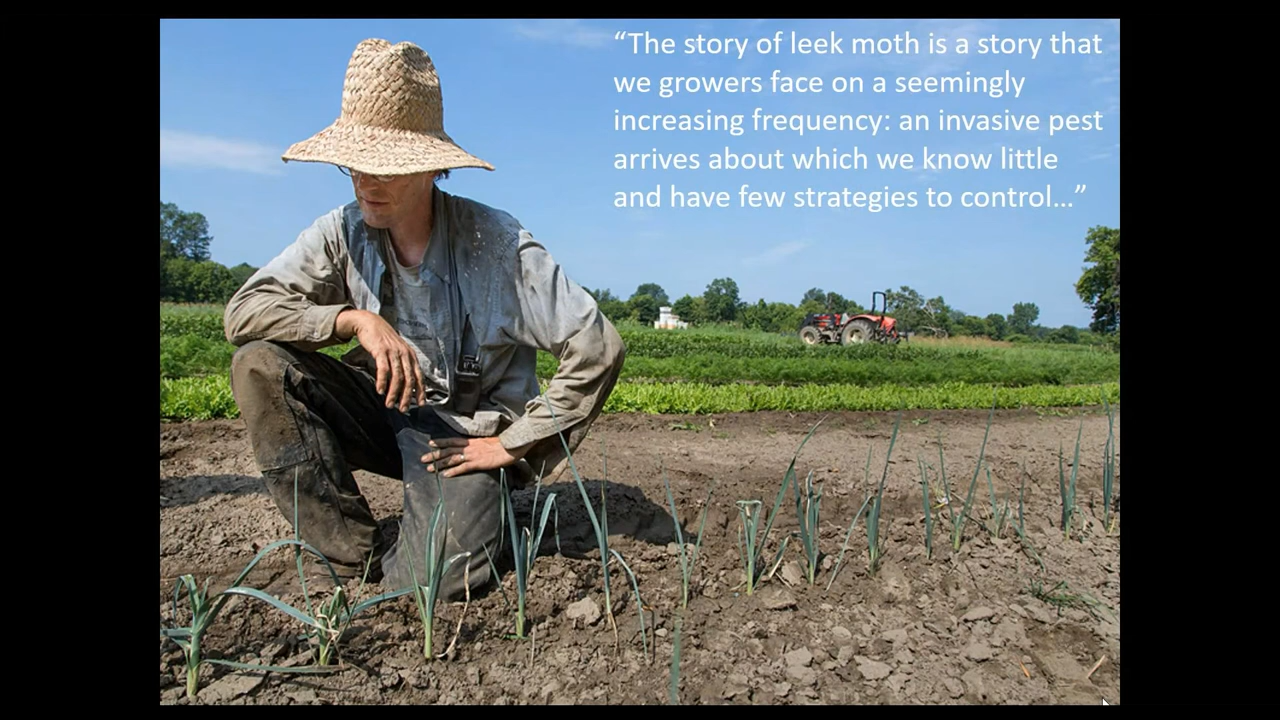 “The story of leek moth is a story that
we growers face on a seemingly
increasing frequency: an invasive pest
arrives about which we know little
and have few strategies to control…”